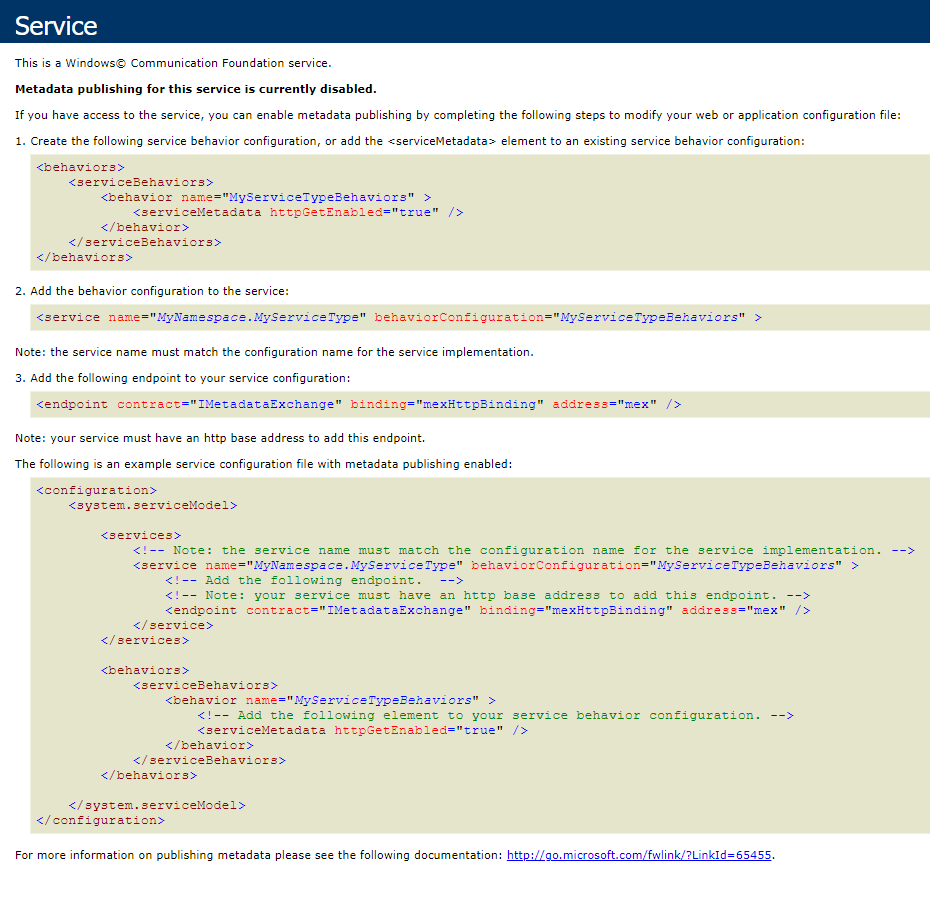 Service
This is a Windows© Communication Foundation service.
Metadata publishing for this service is currently disabled.
If you have access to the service, you can enable metadata publishing by completing the following steps to modify your web or application configuration file:
1. Create the following service behavior configuration, or add the <serviceMetadata> element to an existing service behavior configuration:
<behaviors>
    <serviceBehaviors>
        <behavior name="MyServiceTypeBehaviors" >
            <serviceMetadata httpGetEnabled="true" />
        </behavior>
    </serviceBehaviors>
</behaviors>
2. Add the behavior configuration to the service:
<service name="MyNamespace.MyServiceType" behaviorConfiguration="MyServiceTypeBehaviors" >
Note: the service name must match the configuration name for the service implementation.
3. Add the following endpoint to your service configuration:
<endpoint contract="IMetadataExchange" binding="mexHttpBinding" address="mex" />
Note: your service must have an http base address to add this endpoint.
The following is an example service configuration file with metadata publishing enabled:
<configuration>
    <system.serviceModel>
        <services>
            <!-- Note: the service name must match the configuration name for the service implementation. -->
            <service name="MyNamespace.MyServiceType" behaviorConfiguration="MyServiceTypeBehaviors" >
                <!-- Add the following endpoint.  -->
                <!-- Note: your service must have an http base address to add this endpoint. -->
                <endpoint contract="IMetadataExchange" binding="mexHttpBinding" address="mex" />
            </service>
        </services>
        <behaviors>
            <serviceBehaviors>
                <behavior name="MyServiceTypeBehaviors" >
                    <!-- Add the following element to your service behavior configuration. -->
                    <serviceMetadata httpGetEnabled="true" />
                </behavior>
            </serviceBehaviors>
        </behaviors>
    </system.serviceModel>
</configuration>
For more information on publishing metadata please see the following documentation: http://go.microsoft.com/fwlink/?LinkId=65455.